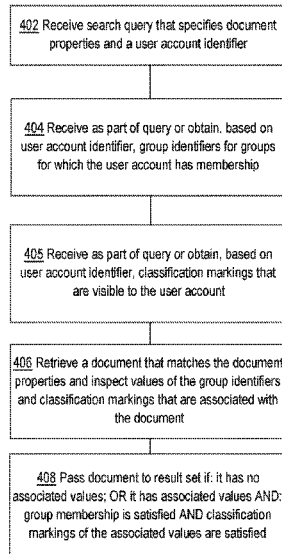 402 Receive search query that specifies document
properties and a user account identifier
404 Receive as part of query or obtain, based on
user account identifier, group identifiers for groups
for which the user account has membership
405 Receive as part of query or obtain, based on
user account identifier, classification markings that
are visible to the user account
406 Retrieve a document that matches the document
properties and inspect values of the group identifiers
and classification markings that are associated with
the document
408 Pass document to result set if: it has no
associated values; OR it has associated values AND:
group membership is satisfied AND classification
markings of the associated values are satisfied